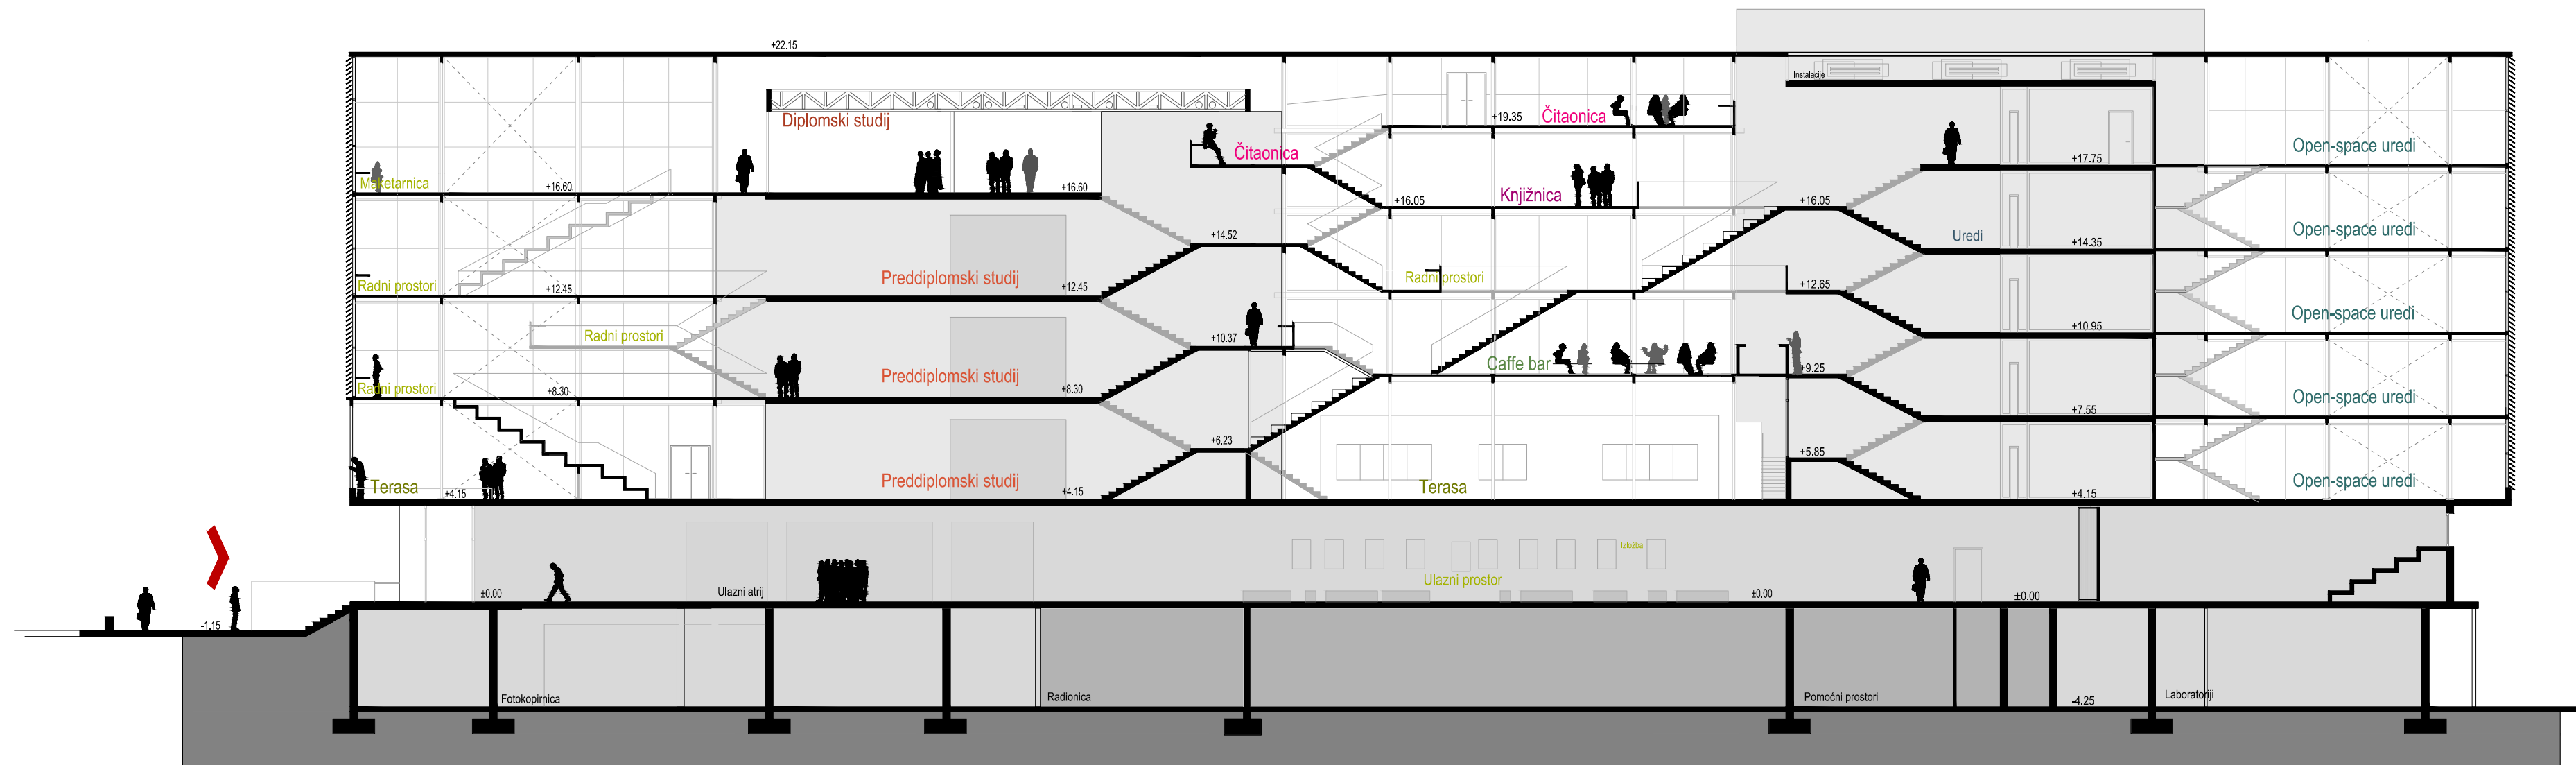 +22.15
Instalacije
+19.35
Čitaonica
Diplomski studij
Čitaonica
Open-space uredi
+17.75
Maketarnica
+16.60
+16.60
Knjižnica
+16.05
+16.05
Open-space uredi
+14.52
Uredi
+14.35
Preddiplomski studij
Radni prostori
Radni prostori
+12.45
+12.45
+12.65
Open-space uredi
+10.95
Radni prostori
+10.37
Caffe bar
+9.25
Preddiplomski studij
Radni prostori
+8.30
+8.30
Open-space uredi
+7.55
+6.23
+5.85
Preddiplomski studij
Open-space uredi
Terasa
Terasa
+4.15
+4.15
+4.15
Izložba
Ulazni prostor
±0.00
Ulazni atrij
±0.00
±0.00
-1.15
Fotokopirnica
Radionica
Pomoćni prostori
-4.25
Laboratoriji